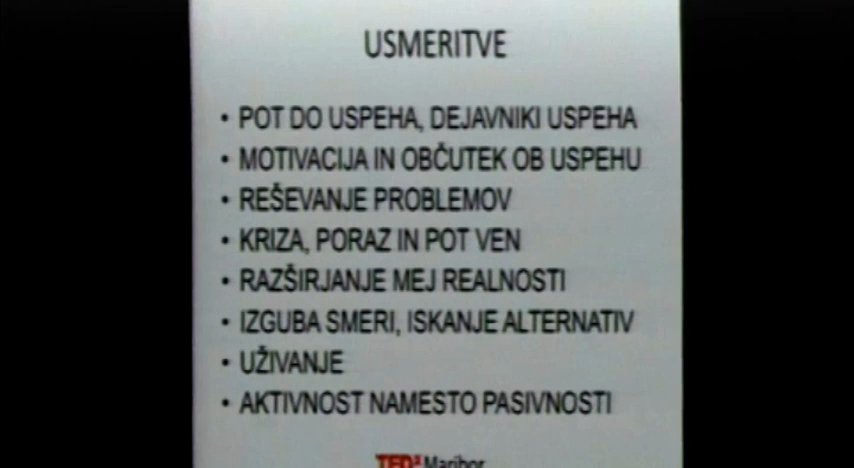 USMERITVE
• POT DO USPEHA, DEJAVNIKI USPEHA
• MOTIVACIJA IN OBČUTEK OB USPEHU
• REŠEVANJE PROBLEMOV
• KRIZA, PORAZ IN POT VEN
• RAZŠIRJANJE MEJ REALNOSTI
• IZGUBA SMERI, ISKANJE ALTERNATIV
• UŽIVANJE
• AKTIVNOST NAMESTO PASIVNOSTI
TEDx Maribor